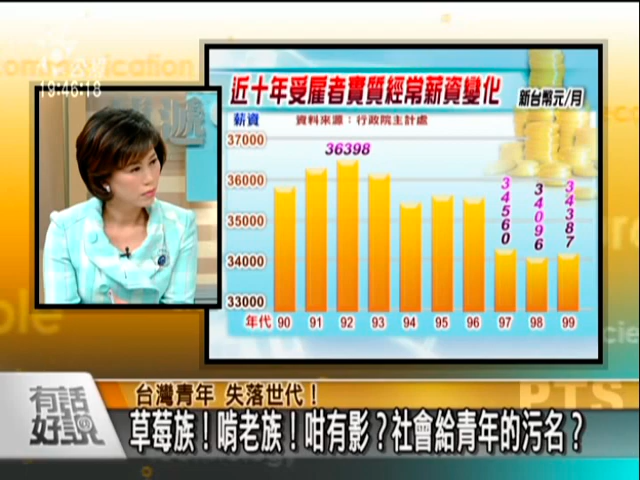 19:46:18
公視
近十年受雇者實質經常薪資變化
新台幣元/月
薪資
資料來源：行政院主計處
37000
36000
35000
34000
33000
36398
34560
34096
34387
年代 90 91 92 93 94 95 96 97 98 99
PTS
台灣青年 失落世代！
有話好說
草莓族！啃老族！咁有影？社會給青年的污名？